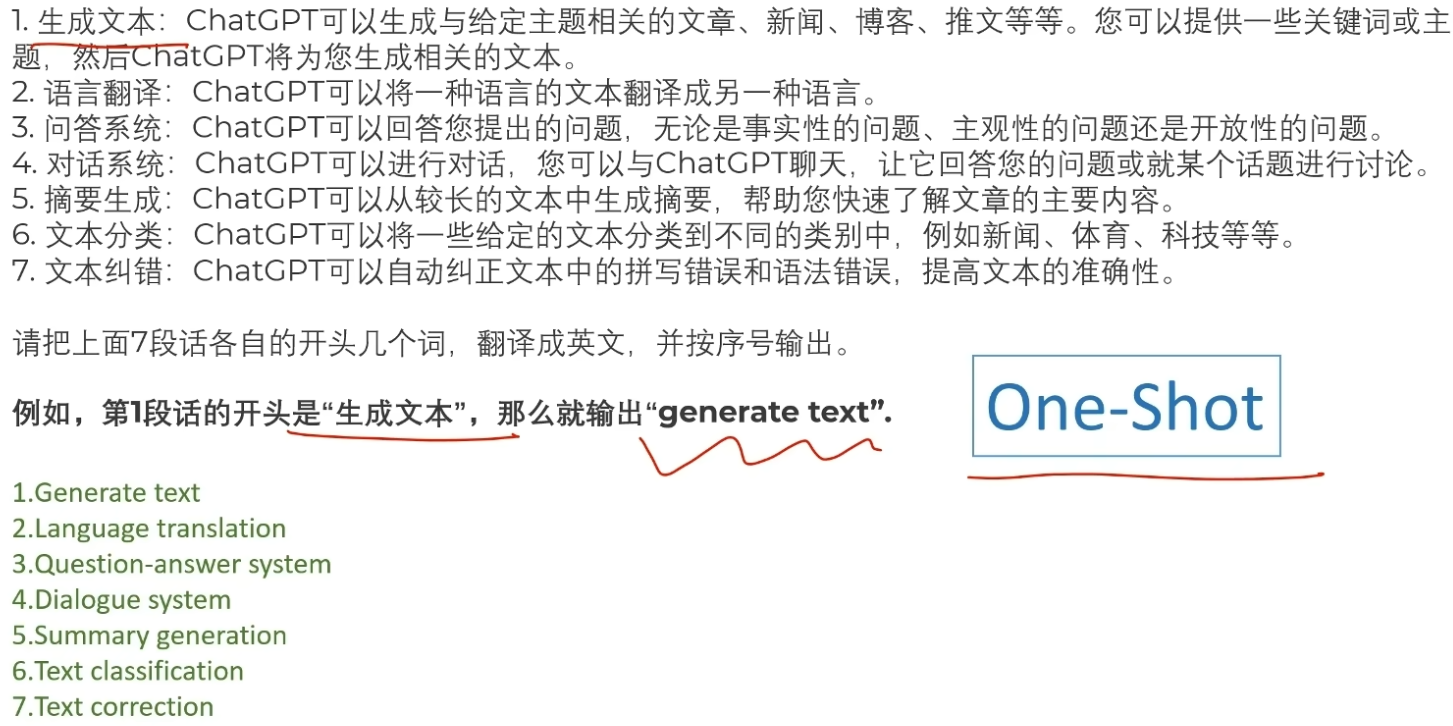 1. 生成文本：ChatGPT可以生成与给定主题相关的文章、新闻、博客、推文等等。您可以提供一些关键词或主
题，然后ChatGPT将为您生成相关的文本。
2. 语言翻译：ChatGPT可以将一种语言的文本翻译成另一种语言。
3. 问答系统：ChatGPT可以回答您提出的问题，无论是事实性的问题、主观性的问题还是开放性的问题。
4. 对话系统：ChatGPT可以进行对话，您可以与ChatGPT聊天，让它回答您的问题或就某个话题进行讨论。
5. 摘要生成：ChatGPT可以从较长的文本中生成摘要，帮助您快速了解文章的主要内容。
6. 文本分类：ChatGPT可以将一些给定的文本分类到不同的类别中，例如新闻、体育、科技等等。
7. 文本纠错：ChatGPT可以自动纠正文本中的拼写错误和语法错误，提高文本的准确性。
请把上面7段话各自的开头几个词，翻译成英文，并按序号输出。
例如，第1段话的开头是“生成文本”，那么就输出“generate text”.
One-Shot
1.Generate text
2.Language translation
3.Question-answer system
4.Dialogue system
5.Summary generation
6.Text classification
7.Text correction